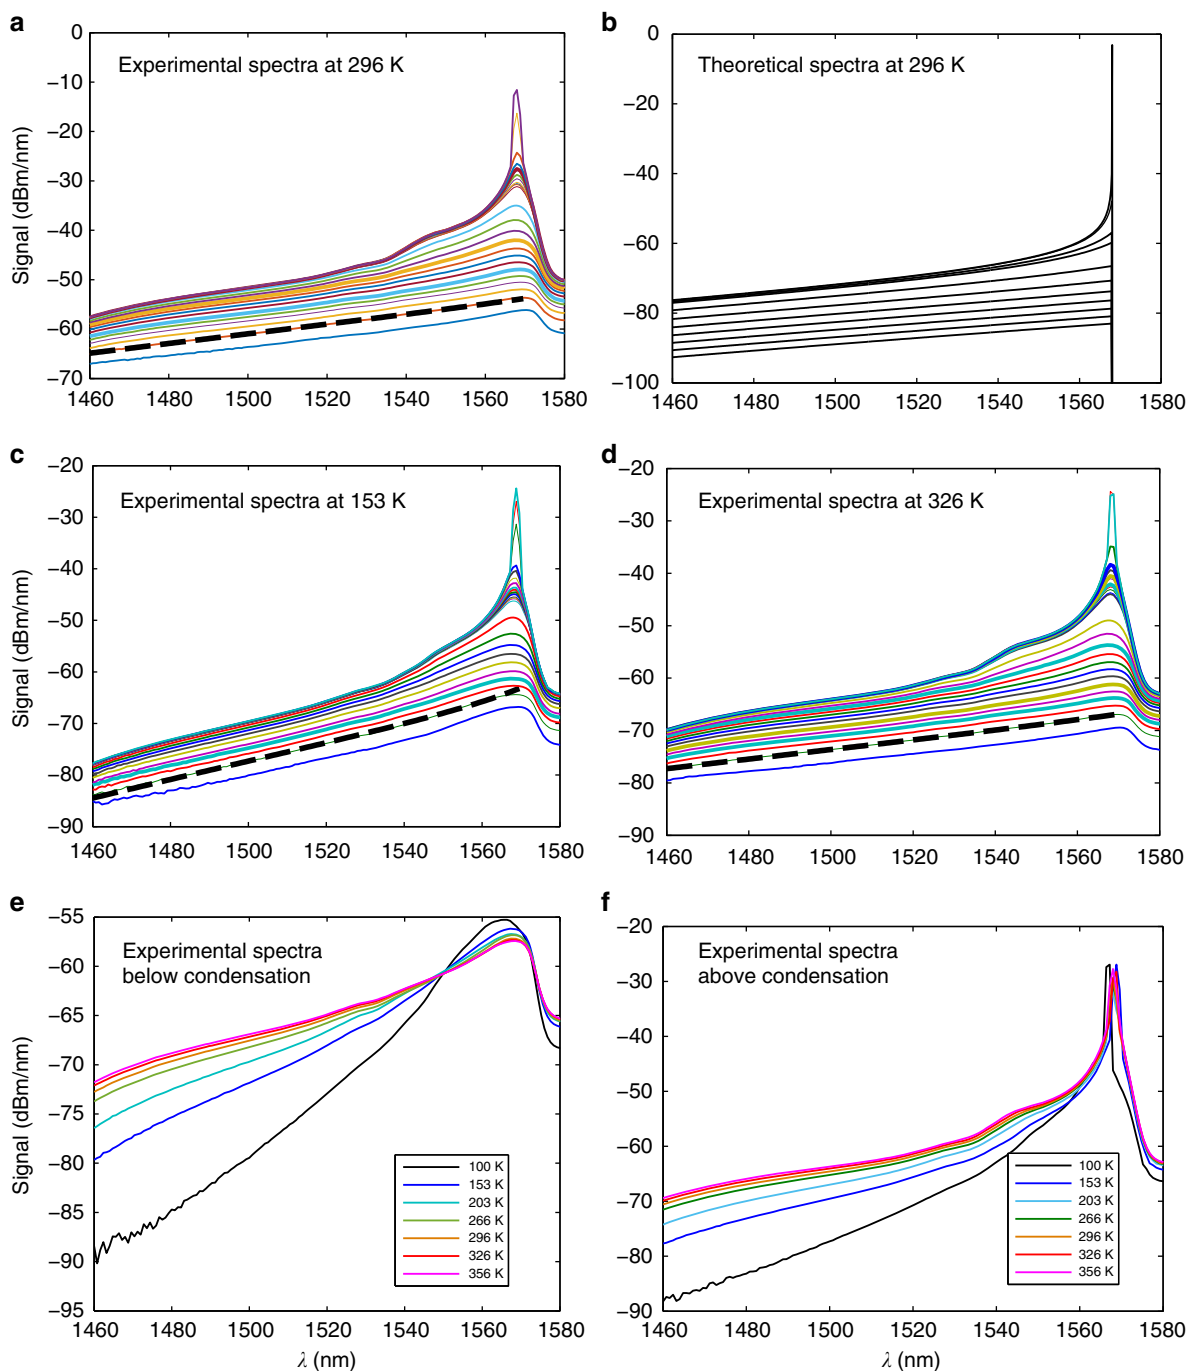 a
b
0
−10
−20
−30
−40
−50
−60
−70
Signal (dBm/nm)
Experimental spectra at 296 K
1460 1480 1500 1520 1540 1560 1580
0
−20
−40
−60
−80
−100
Theoretical spectra at 296 K
1460 1480 1500 1520 1540 1560 1580
c
d
−20
−30
−40
−50
−60
−70
−80
−90
Signal (dBm/nm)
Experimental spectra at 153 K
1460 1480 1500 1520 1540 1560 1580
−20
−30
−40
−50
−60
−70
−80
−90
Experimental spectra at 326 K
1460 1480 1500 1520 1540 1560 1580
e
f
−55
−60
−65
−70
−75
−80
−85
−90
−95
Signal (dBm/nm)
Experimental spectra
below condensation
100 K
153 K
203 K
266 K
296 K
326 K
356 K
1460 1480 1500 1520 1540 1560 1580
λ (nm)
−20
−30
−40
−50
−60
−70
−80
−90
Experimental spectra
above condensation
100 K
153 K
203 K
266 K
296 K
326 K
356 K
1460 1480 1500 1520 1540 1560 1580
λ (nm)